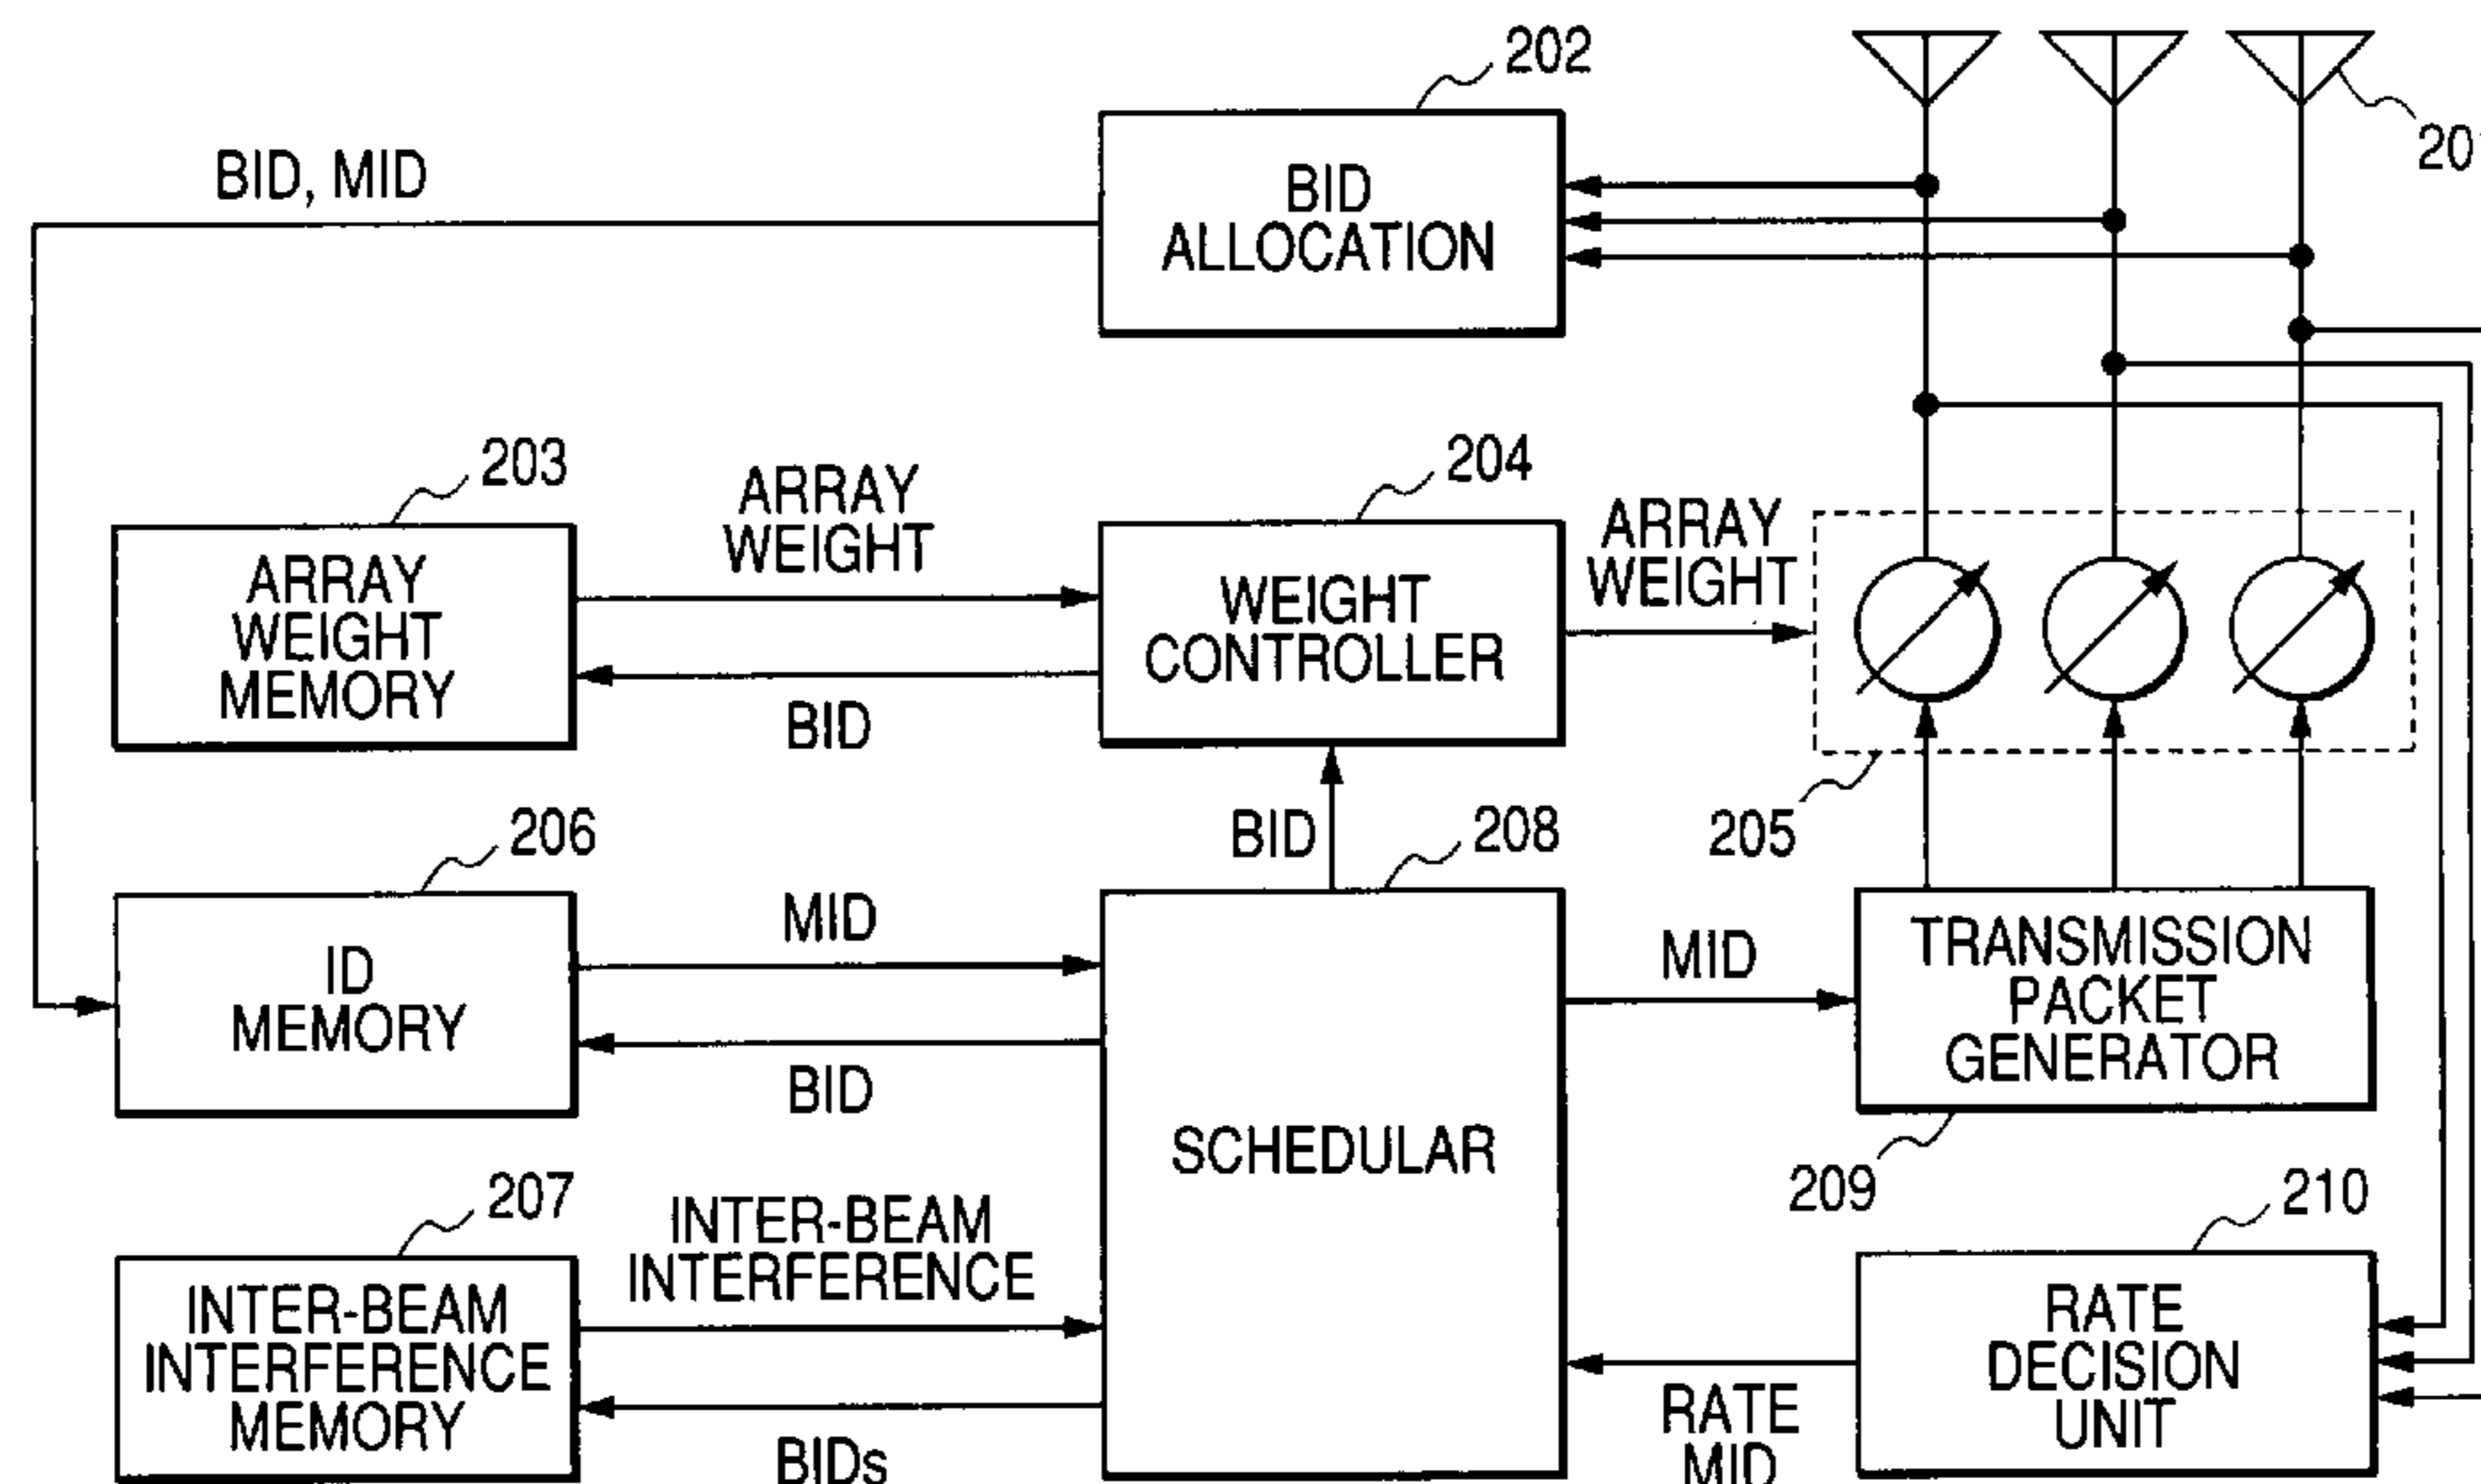 202
20
BID, MID
BID
ALLOCATION
203
ARRAY
WEIGHT
204
ARRAY
WEIGHT
ARRAY
WEIGHT
MEMORY
WEIGHT
CONTROLLER
BID
205
206
BID
208
MID
ID
MEMORY
MID
TRANSMISSION
PACKET
GENERATOR
BID
SCHEDULAR
209
207
INTER-BEAM
INTERFERENCE
210
INTER-BEAM
INTERFERENCE
MEMORY
RATE
DECISION
UNIT
BIDs
RATE
MID